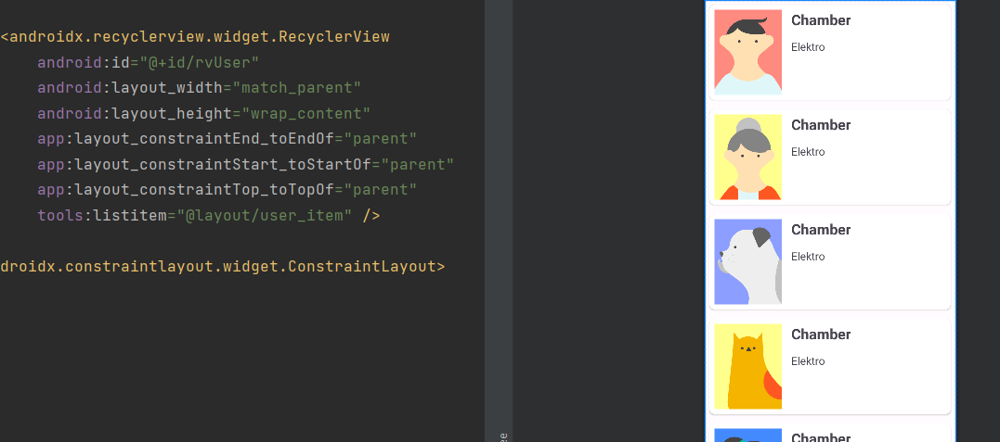 <androidx.recyclerview.widget.RecyclerView
android:id="@+id/rvUser"
android:layout_width="match_parent"
android:layout_height="wrap_content"
app:layout_constraintEnd_toEndOf="parent"
app:layout_constraintStart_toStartOf="parent"
app:layout_constraintTop_toTopOf="parent"
tools:listitem="@layout/user_item" />
droidx.constraintlayout.widget.ConstraintLayout>
ee
Chamber
Elektro
Chamber
Elektro
Chamber
Elektro
Chamber
Elektro
Chamber